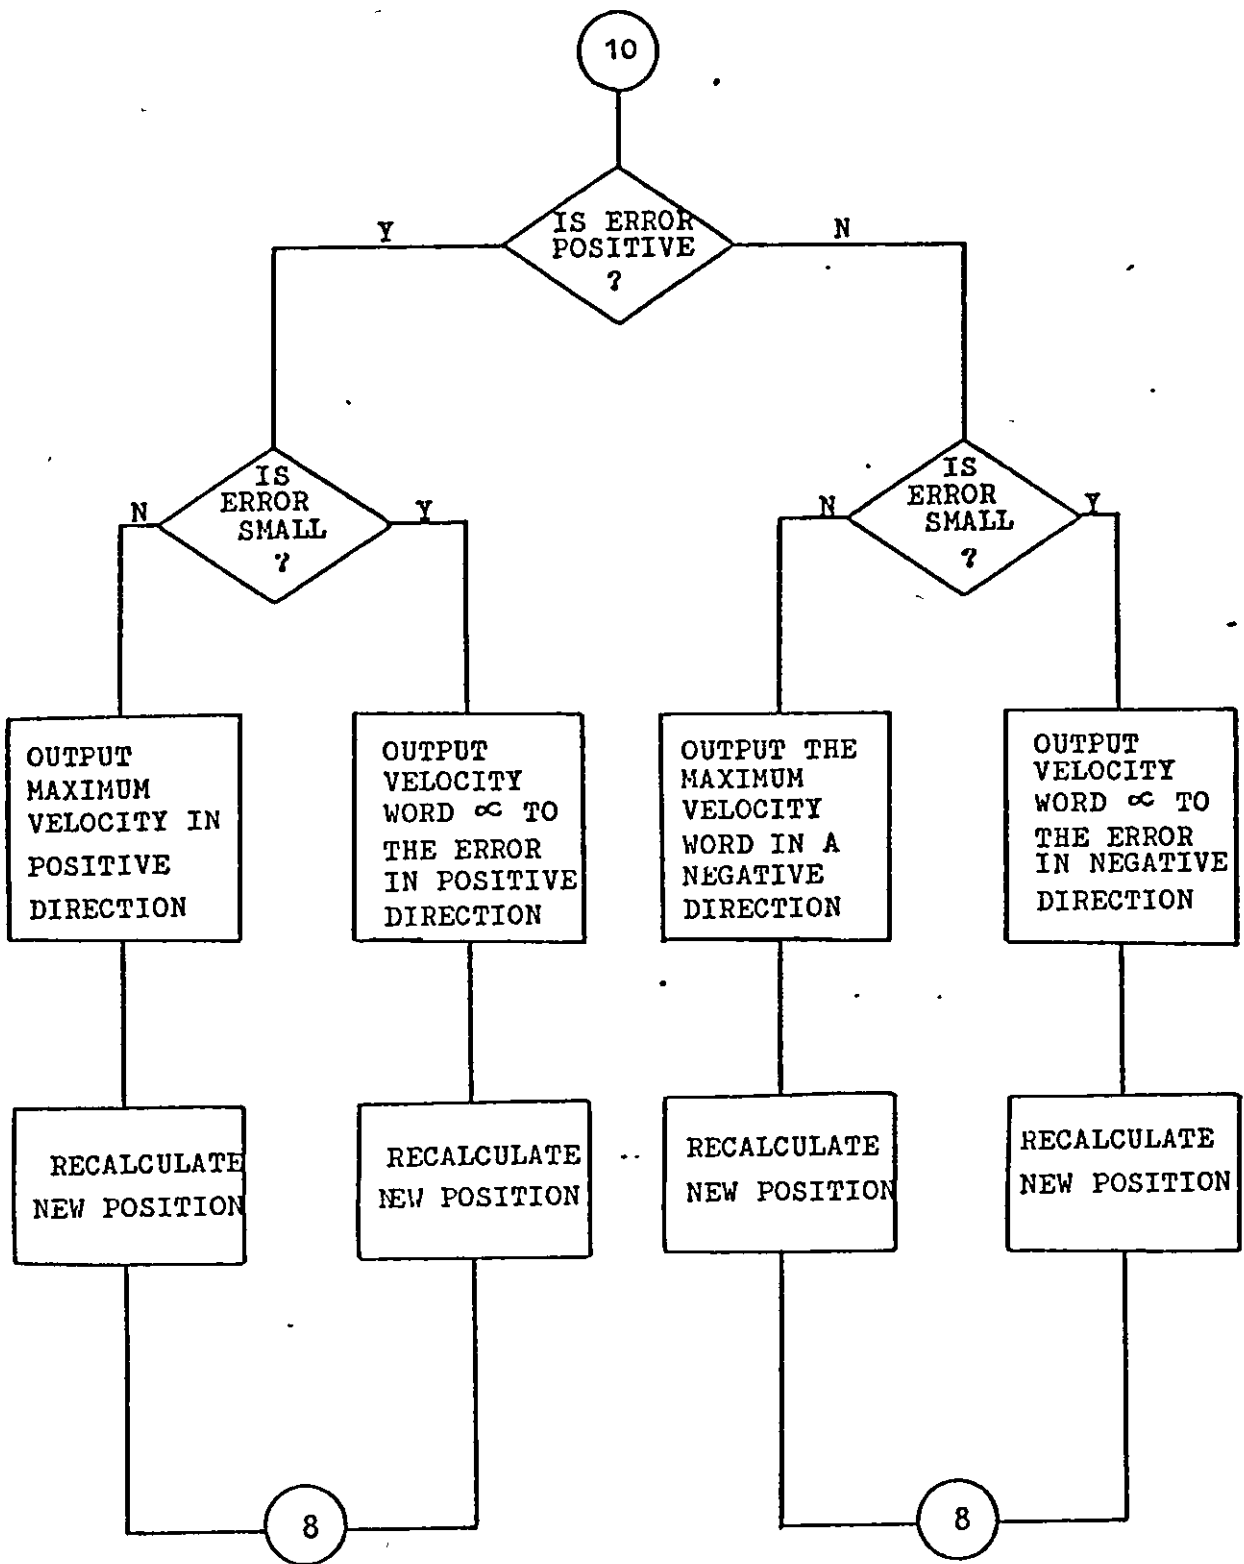 10
IS ERROR
POSITIVE
?
Y
N
IS
ERROR
SMALL
?
N
Y
IS
ERROR
SMALL
?
N
Y
OUTPUT
MAXIMUM
VELOCITY IN
POSITIVE
DIRECTION
OUTPUT
VELOCITY
WORD ∝ TO
THE ERROR
IN POSITIVE
DIRECTION
OUTPUT THE
MAXIMUM
VELOCITY
WORD IN A
NEGATIVE
DIRECTION
OUTPUT
VELOCITY
WORD ∝ TO
THE ERROR
IN NEGATIVE
DIRECTION
RECALCULATE
NEW POSITION
RECALCULATE
NEW POSITION
RECALCULATE
NEW POSITION
RECALCULATE
NEW POSITION
8
8